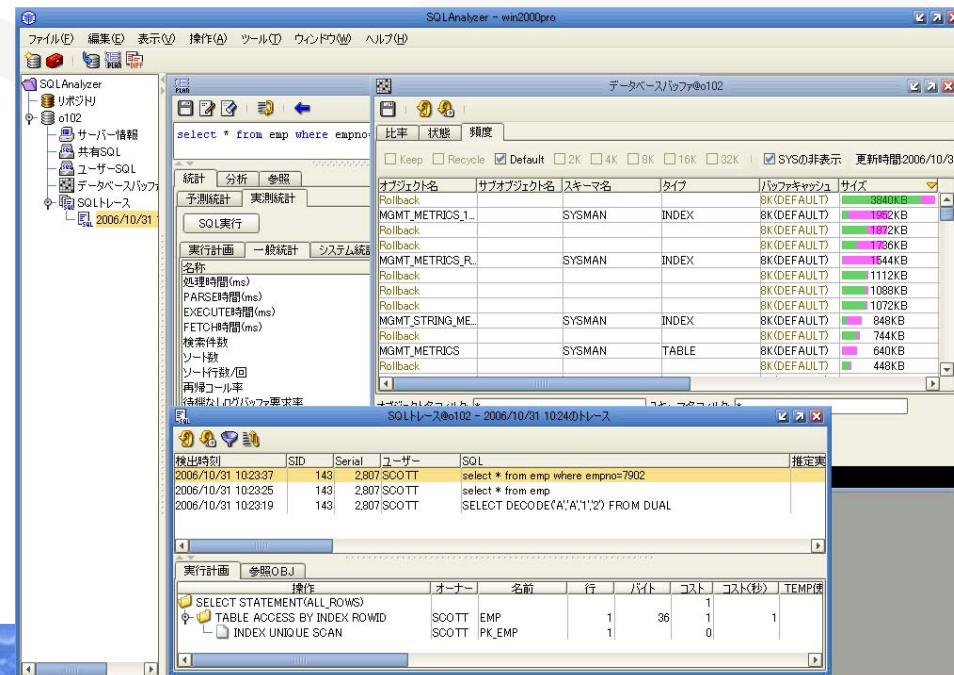 SQLAnalyzer - win2000pro
ファイル(F) 編集(E) 表示(V) 操作(A) ツール(T) ウィンドウ(W) ヘルプ(H)
SQLAnalyzer
リポジトリ
o102
サーバー情報
共有SQL
ユーザーSQL
データベースバッファ
SQLトレース
2006/10/31
select * from emp where empno
統計 分析 参照
予測統計 実測統計
SQL実行
実行計画 一般統計 システム統
名称
処理時間(ms)
PARSE時間(ms)
EXECUTE時間(ms)
FETCH時間(ms)
検索件数
ソート数
ソート行数/回
再帰コール率
待機なしログバッファ要求率
データベースバッファ@o102
比率 状態 頻度
Keep Recycle Default 2K 4K 8K 16K 32K SYSの非表示 更新時間:2006/10/3
オブジェクト名 サブオブジェクト名 スキーマ名 タイプ バッファキャッシュ サイズ
Rollback 8K(DEFAULT) 3840KB
MGMT_METRICS_1... SYSMAN INDEX 8K(DEFAULT) 1952KB
Rollback 8K(DEFAULT) 1872KB
Rollback 8K(DEFAULT) 1736KB
MGMT_METRICS_R... SYSMAN INDEX 8K(DEFAULT) 1544KB
Rollback 8K(DEFAULT) 1112KB
Rollback 8K(DEFAULT) 1088KB
Rollback 8K(DEFAULT) 1072KB
MGMT_STRING_ME... SYSMAN INDEX 8K(DEFAULT) 848KB
Rollback 8K(DEFAULT) 744KB
MGMT_METRICS SYSMAN TABLE 8K(DEFAULT) 640KB
Rollback 8K(DEFAULT) 448KB
SQLトレース@o102 - 2006/10/31 10:24のトレース
検出時刻 SID Serial ユーザー SQL 推定実
2006/10/31 10:23:37 143 2,807 SCOTT select * from emp where empno=7902
2006/10/31 10:23:25 143 2,807 SCOTT select * from emp
2006/10/31 10:23:19 143 2,807 SCOTT SELECT DECODE('A','A','1','2') FROM DUAL
実行計画 参照OBJ
操作 オーナー 名前 行 バイト コスト コスト(秒) TEMP使
SELECT STATEMENT(ALL_ROWS) 1
TABLE ACCESS BY INDEX ROWID SCOTT EMP 1 36 1 1
INDEX UNIQUE SCAN SCOTT PK_EMP 1 0